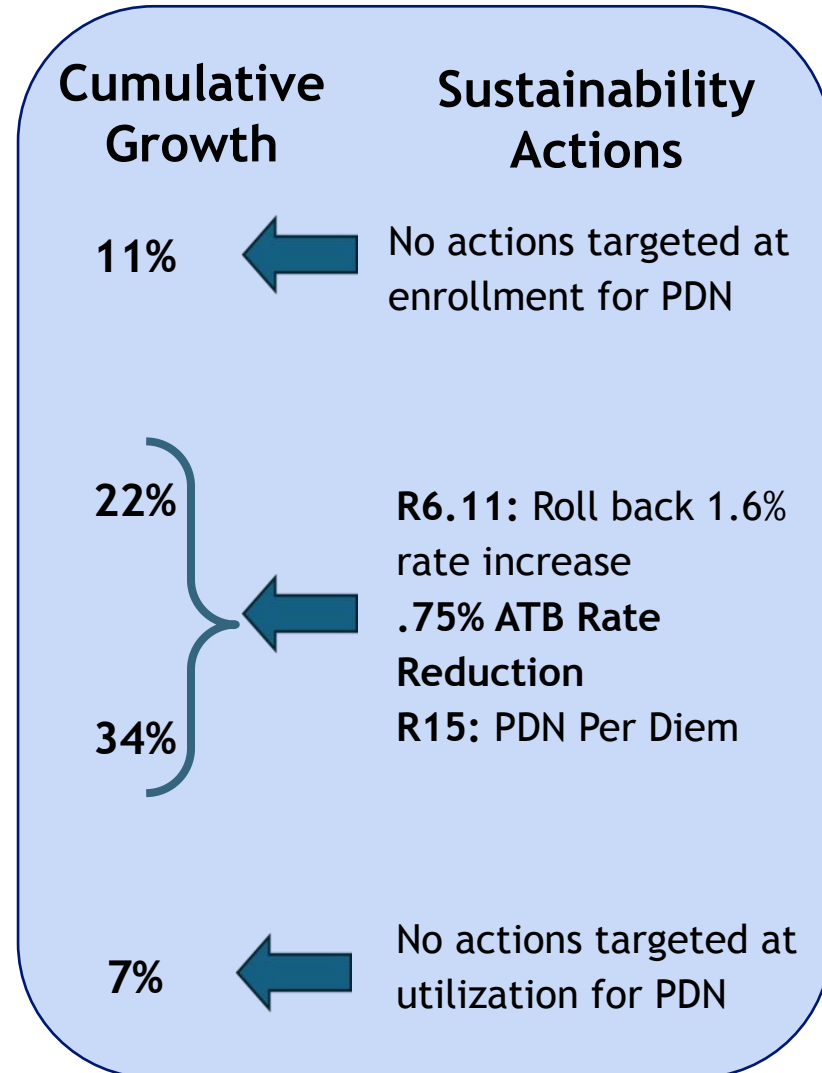 Cumulative
Growth
Sustainability
Actions
11%
No actions targeted at
enrollment for PDN
22%
34%
R6.11: Roll back 1.6%
rate increase
.75% ATB Rate
Reduction
R15: PDN Per Diem
7%
No actions targeted at
utilization for PDN